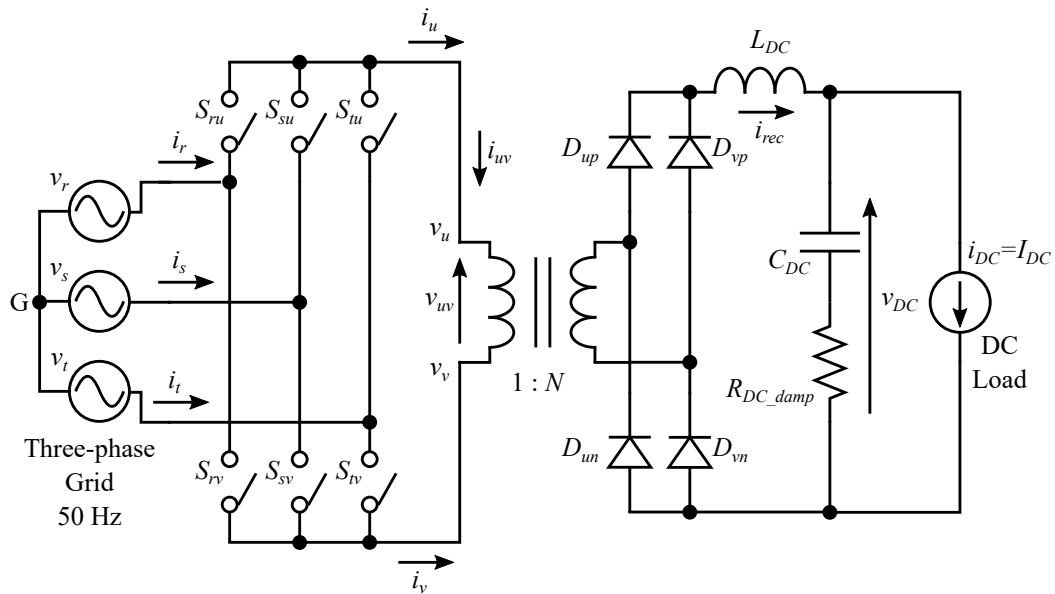 i_u
L_DC
S_ru
S_su
S_tu
i_r
i_rec
D_up
D_vp
i_uv
v_r
v_u
C_DC
i_DC=I_DC
v_s
i_s
G
v_uv
v_DC
DC
Load
v_t
i_t
v_v
1 : N
R_DC_damp
Three-phase
Grid
50 Hz
S_rv
S_sv
S_tv
D_un
D_vn
i_v